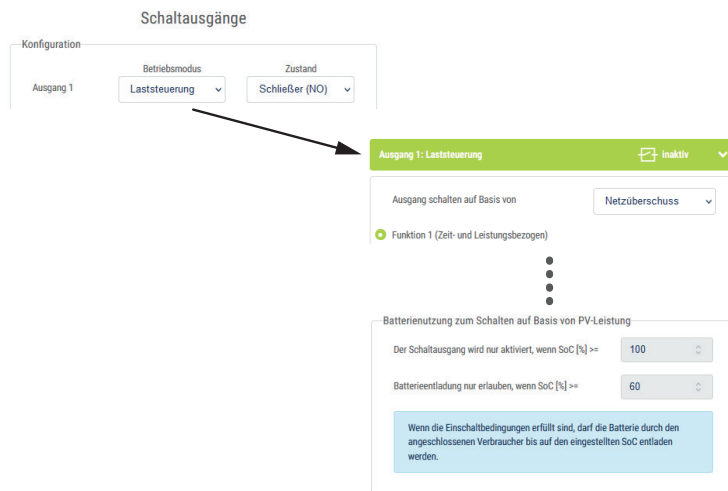 Schaltausgänge
Konfiguration
Betriebsmodus Zustand
Ausgang 1 Laststeuerung Schließer (NO)
Ausgang 1: Laststeuerung inaktiv
Ausgang schalten auf Basis von Netzüberschuss
Funktion 1 (Zeit- und Leistungsbezogen)
Batterienutzung zum Schalten auf Basis von PV-Leistung
Der Schaltausgang wird nur aktiviert, wenn SoC [%] >= 100
Batterieentladung nur erlauben, wenn SoC [%] >= 60
Wenn die Einschaltbedingungen erfüllt sind, darf die Batterie durch den
angeschlossenen Verbraucher bis auf den eingestellten SoC entladen
werden.